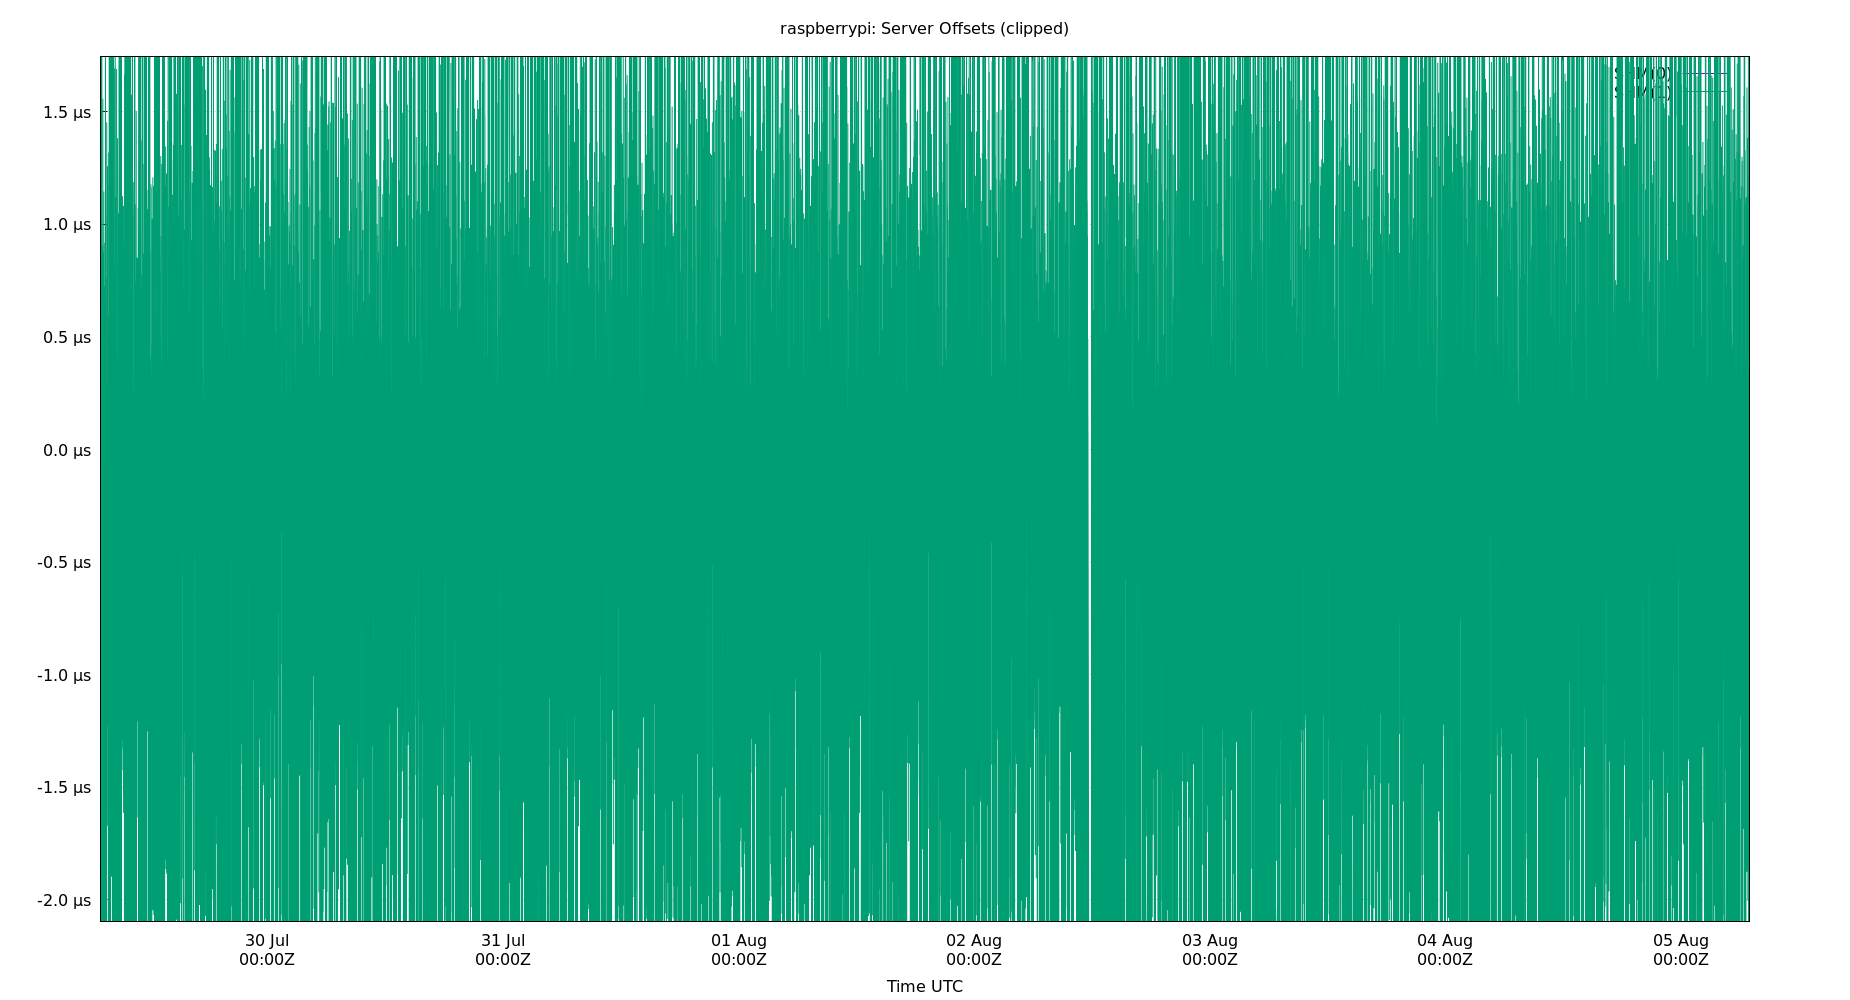 raspberrypi: Server Offsets (clipped)
1.5 µs
1.0 µs
0.5 µs
0.0 µs
-0.5 µs
-1.0 µs
-1.5 µs
-2.0 µs
30 Jul
00:00Z
31 Jul
00:00Z
01 Aug
00:00Z
02 Aug
00:00Z
03 Aug
00:00Z
04 Aug
00:00Z
05 Aug
00:00Z
Time UTC